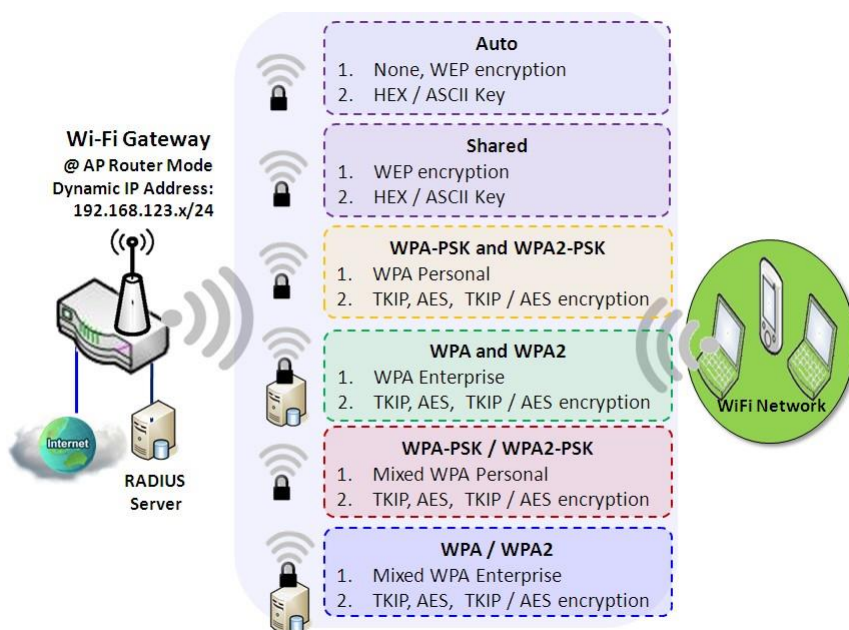 Wi-Fi Gateway
@ AP Router Mode
Dynamic IP Address:
192.168.123.x/24
Internet
RADIUS
Server
Auto
1. None, WEP encryption
2. HEX / ASCII Key
Shared
1. WEP encryption
2. HEX / ASCII Key
WPA-PSK and WPA2-PSK
1. WPA Personal
2. TKIP, AES, TKIP / AES encryption
WPA and WPA2
1. WPA Enterprise
2. TKIP, AES, TKIP / AES encryption
WPA-PSK / WPA2-PSK
1. Mixed WPA Personal
2. TKIP, AES, TKIP / AES encryption
WPA / WPA2
1. Mixed WPA Enterprise
2. TKIP, AES, TKIP / AES encryption
WiFi Network